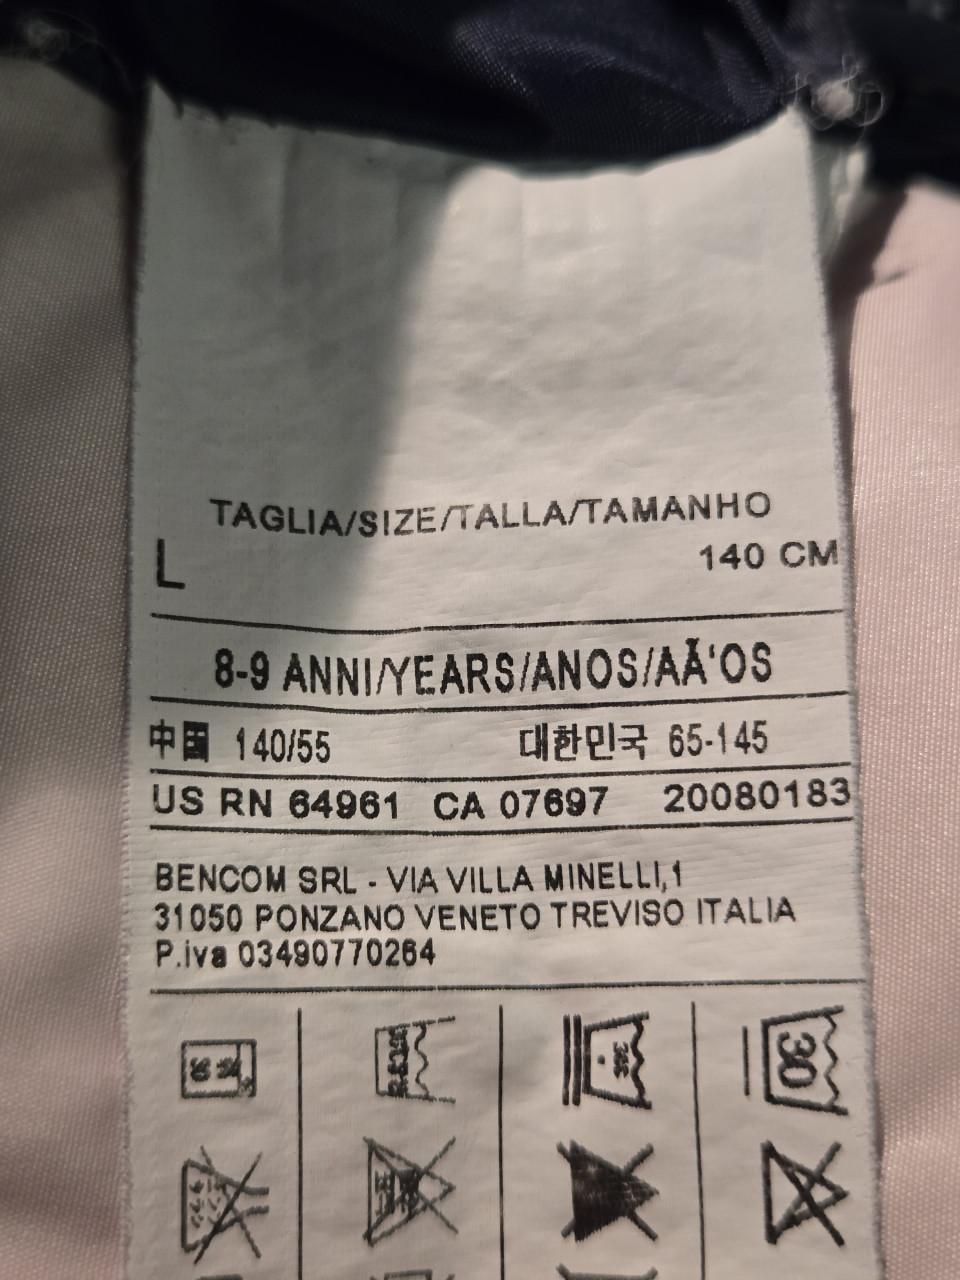 TAGLIA/SIZE/TALLA/TAMANHO
L 140 CM
8-9 ANNI/YEARS/ANOS/AÃ'OS
中国 140/55 대한민국 65-145
US RN 64961 CA 07697 20080183
BENCOM SRL - VIA VILLA MINELLI,1
31050 PONZANO VENETO TREVISO ITALIA
P.iva 03490770264
30